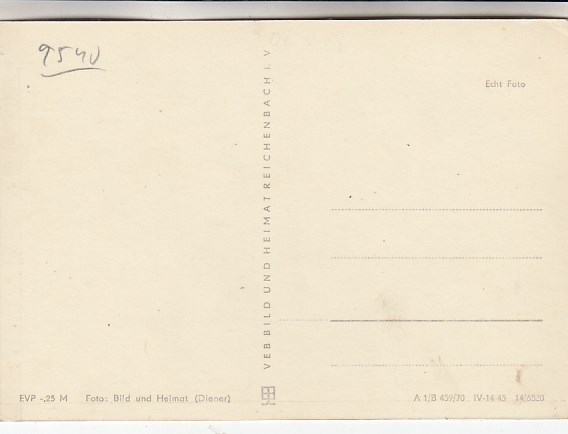 9540
Echt Foto
VEB BILD UND HEIMAT REICHENBACH I. V
EVP -,25 M Foto: Bild und Heimat (Diener)
A 1/B 459/70 IV-14-45 14/6550